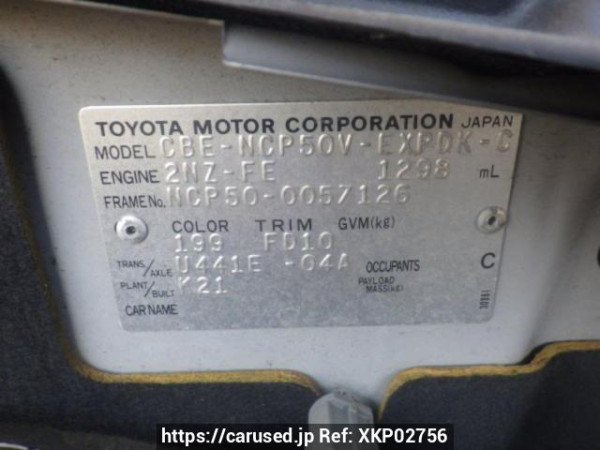 TOYOTA MOTOR CORPORATION JAPAN
MODEL CBE-NCP50V-EXPDK-G
ENGINE 2NZ-FE 1298 mL
FRAME No. NCP50-0057126
COLOR TRIM GVM(kg)
199 FD10
TRANS./AXLE U441E -04A OCCUPANTS C
PLANT/BUILT K21 PAYLOAD MASS(kg)
CAR NAME
https://carused.jp Ref: XKP02756